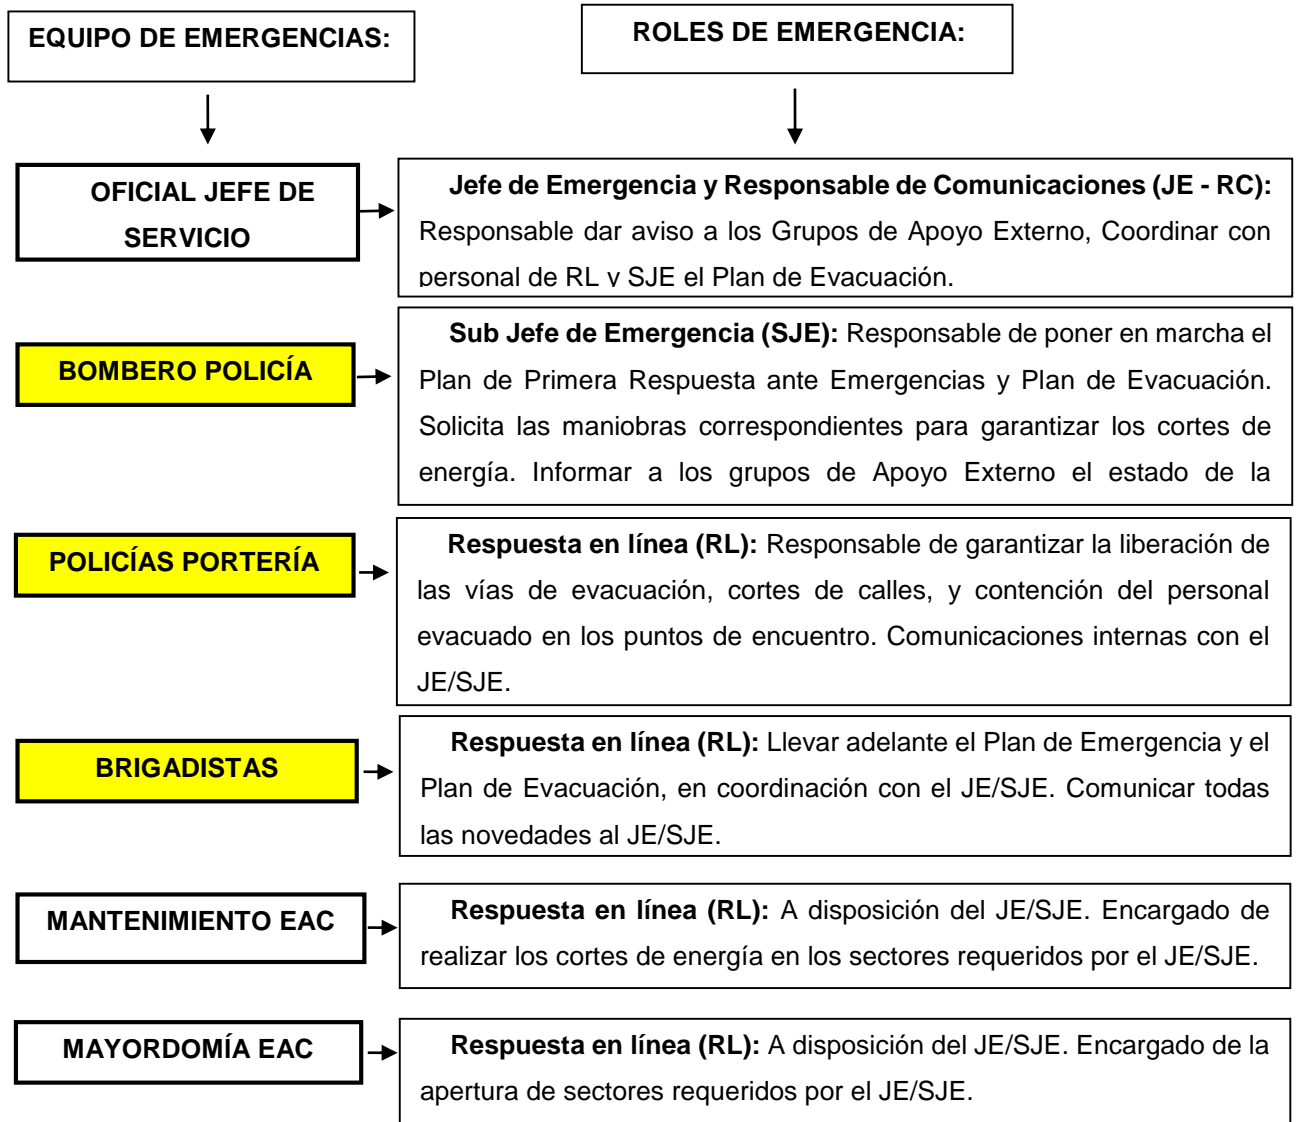 EQUIPO DE EMERGENCIAS:
ROLES DE EMERGENCIA:
OFICIAL JEFE DE
SERVICIO
Jefe de Emergencia y Responsable de Comunicaciones (JE - RC):
Responsable dar aviso a los Grupos de Apoyo Externo, Coordinar con
personal de RL y SJE el Plan de Evacuación.
BOMBERO POLICÍA
Sub Jefe de Emergencia (SJE): Responsable de poner en marcha el
Plan de Primera Respuesta ante Emergencias y Plan de Evacuación.
Solicita las maniobras correspondientes para garantizar los cortes de
energía. Informar a los grupos de Apoyo Externo el estado de la
POLICÍAS PORTERÍA
Respuesta en línea (RL): Responsable de garantizar la liberación de
las vías de evacuación, cortes de calles, y contención del personal
evacuado en los puntos de encuentro. Comunicaciones internas con el
JE/SJE.
BRIGADISTAS
Respuesta en línea (RL): Llevar adelante el Plan de Emergencia y el
Plan de Evacuación, en coordinación con el JE/SJE. Comunicar todas
las novedades al JE/SJE.
MANTENIMIENTO EAC
Respuesta en línea (RL): A disposición del JE/SJE. Encargado de
realizar los cortes de energía en los sectores requeridos por el JE/SJE.
MAYORDOMÍA EAC
Respuesta en línea (RL): A disposición del JE/SJE. Encargado de la
apertura de sectores requeridos por el JE/SJE.